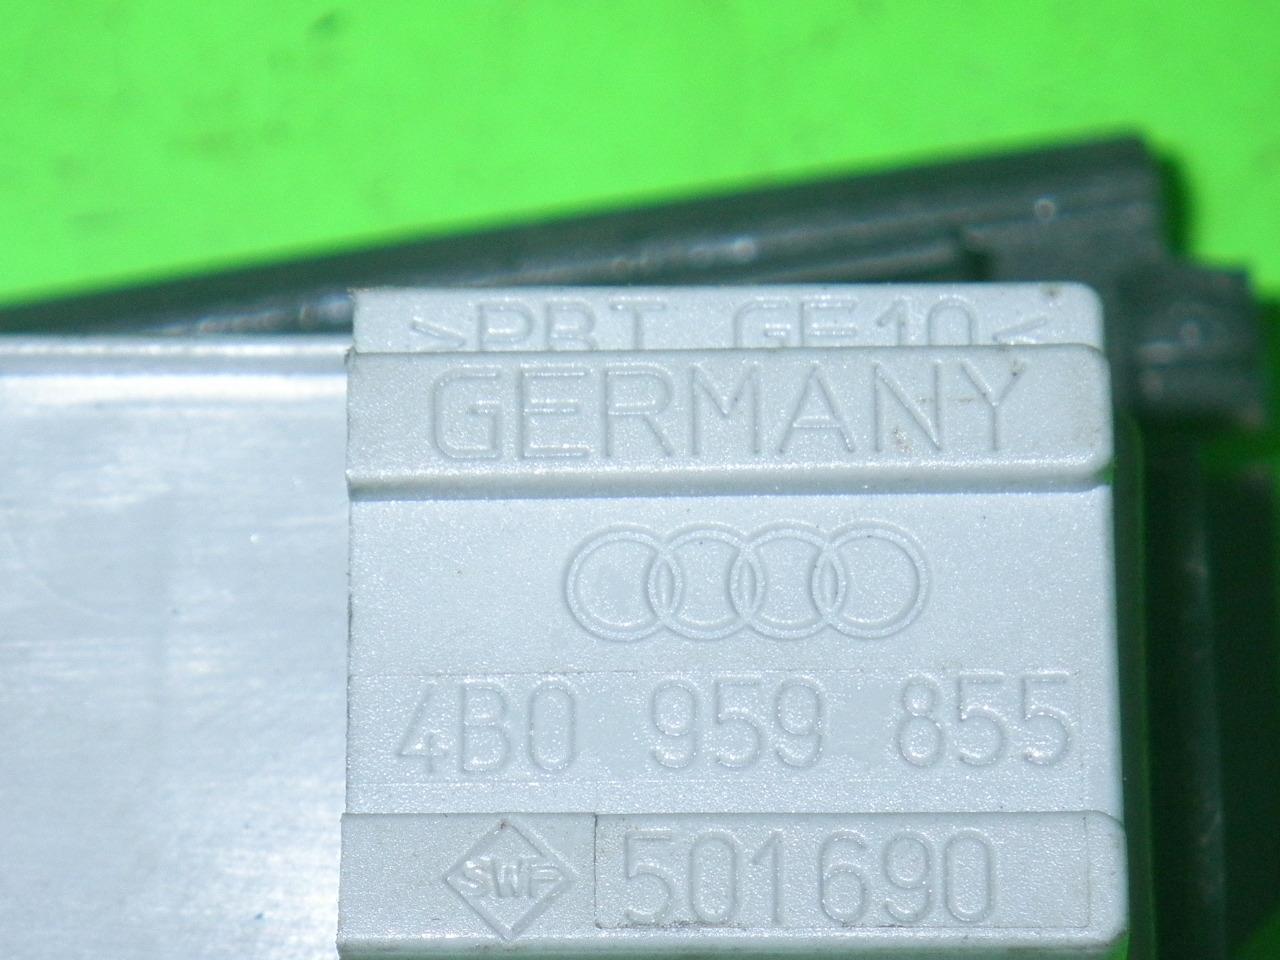 >PBT GF10<
GERMANY
4B0 959 855
SWF 501690